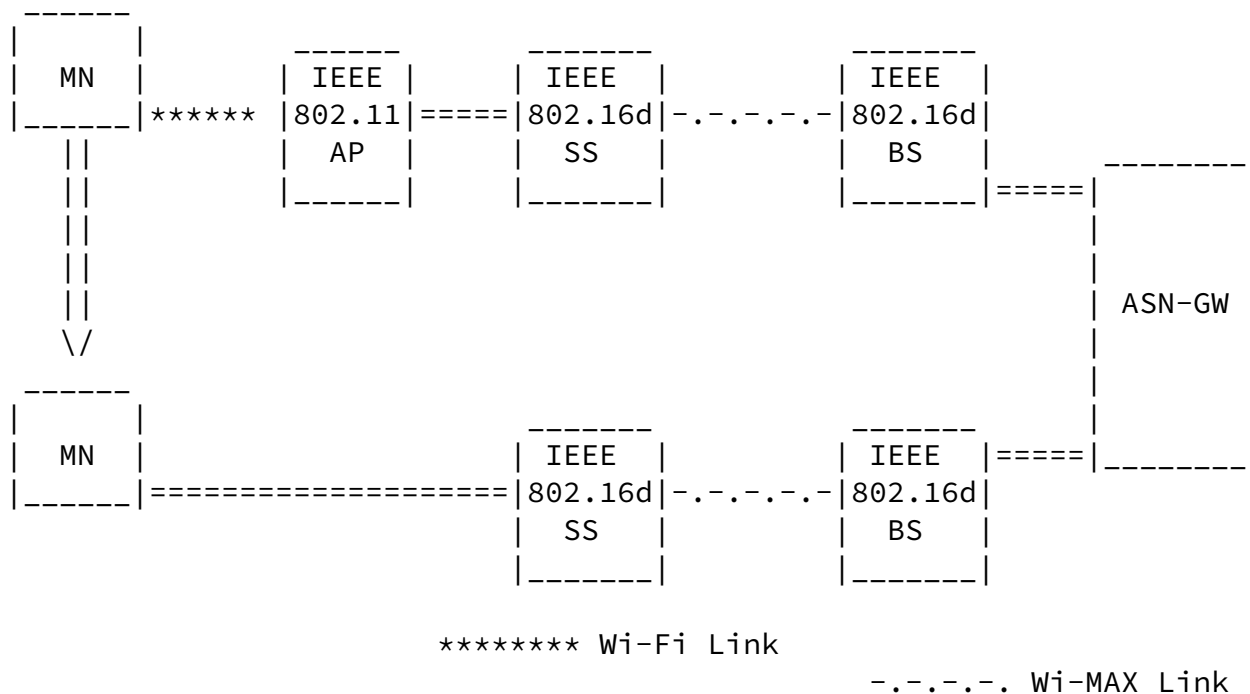 MN IEEE IEEE IEEE
****** 802.11 ===== 802.16d -.-.-.-.- 802.16d
AP SS BS
=====
ASN-GW
MN IEEE IEEE =====
==================== 802.16d -.-.-.-.- 802.16d
SS BS
******** Wi-Fi Link
-.-.-.-. Wi-MAX Link